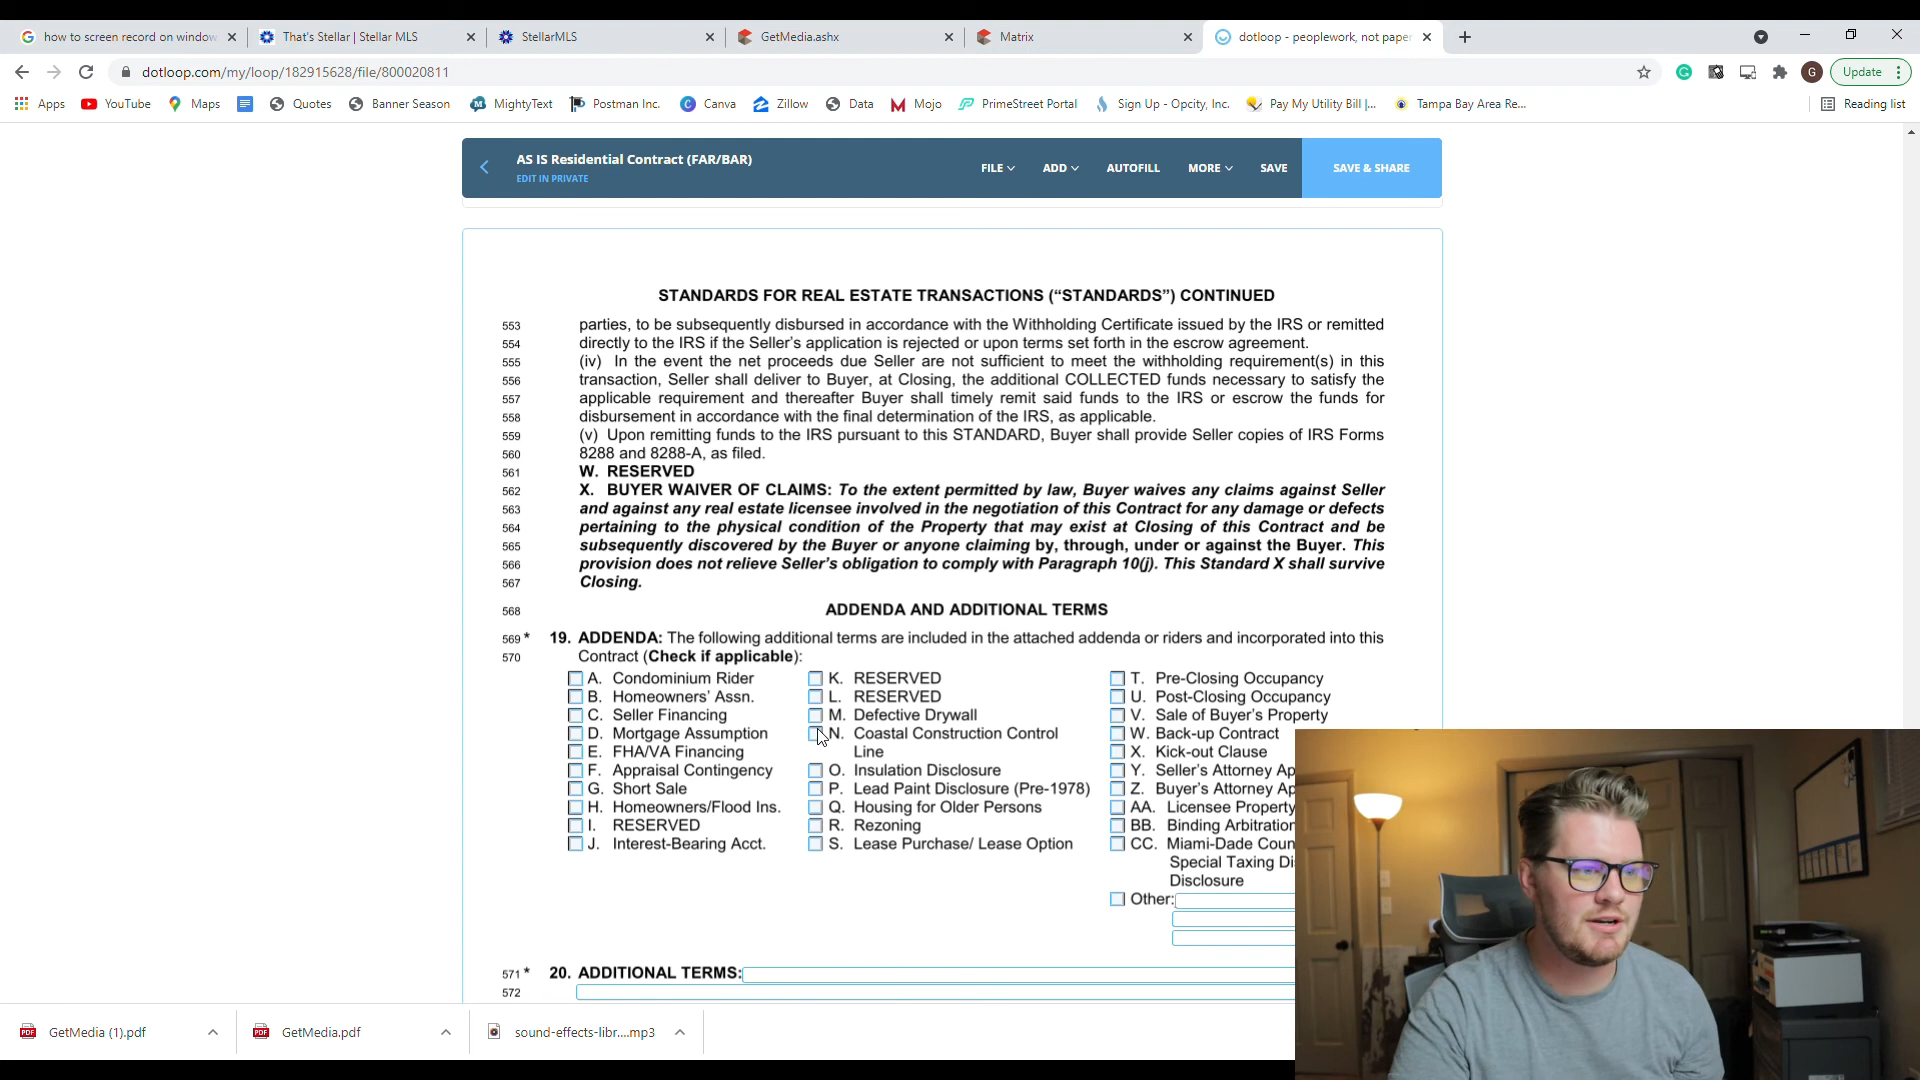 how to screen record on window
That's Stellar | Stellar MLS
StellarMLS
GetMedia.ashx
Matrix
dotloop - peoplework, not paper
dotloop.com/my/loop/182915628/file/800020811
G
Update
Apps
YouTube
Maps
Quotes
Banner Season
MightyText
Postman Inc.
Canva
Zillow
Data
Mojo
PrimeStreet Portal
Sign Up - Opcity, Inc.
Pay My Utility Bill |...
Tampa Bay Area Re...
Reading list
AS IS Residential Contract (FAR/BAR)
EDIT IN PRIVATE
FILE
ADD
AUTOFILL
MORE
SAVE
SAVE & SHARE
STANDARDS FOR REAL ESTATE TRANSACTIONS (“STANDARDS”) CONTINUED
553 parties, to be subsequently disbursed in accordance with the Withholding Certificate issued by the IRS or remitted
554 directly to the IRS if the Seller’s application is rejected or upon terms set forth in the escrow agreement.
555 (iv) In the event the net proceeds due Seller are not sufficient to meet the withholding requirement(s) in this
556 transaction, Seller shall deliver to Buyer, at Closing, the additional COLLECTED funds necessary to satisfy the
557 applicable requirement and thereafter Buyer shall timely remit said funds to the IRS or escrow the funds for
558 disbursement in accordance with the final determination of the IRS, as applicable.
559 (v) Upon remitting funds to the IRS pursuant to this STANDARD, Buyer shall provide Seller copies of IRS Forms
560 8288 and 8288-A, as filed.
561 W. RESERVED
562 X. BUYER WAIVER OF CLAIMS: To the extent permitted by law, Buyer waives any claims against Seller
563 and against any real estate licensee involved in the negotiation of this Contract for any damage or defects
564 pertaining to the physical condition of the Property that may exist at Closing of this Contract and be
565 subsequently discovered by the Buyer or anyone claiming by, through, under or against the Buyer. This
566 provision does not relieve Seller’s obligation to comply with Paragraph 10(j). This Standard X shall survive
567 Closing.
568 ADDENDA AND ADDITIONAL TERMS
569 * 19. ADDENDA: The following additional terms are included in the attached addenda or riders and incorporated into this
570 Contract (Check if applicable):
A. Condominium Rider
B. Homeowners’ Assn.
C. Seller Financing
D. Mortgage Assumption
E. FHA/VA Financing
F. Appraisal Contingency
G. Short Sale
H. Homeowners/Flood Ins.
I. RESERVED
J. Interest-Bearing Acct.
K. RESERVED
L. RESERVED
M. Defective Drywall
N. Coastal Construction Control
Line
O. Insulation Disclosure
P. Lead Paint Disclosure (Pre-1978)
Q. Housing for Older Persons
R. Rezoning
S. Lease Purchase/ Lease Option
T. Pre-Closing Occupancy
U. Post-Closing Occupancy
V. Sale of Buyer’s Property
W. Back-up Contract
X. Kick-out Clause
Y. Seller’s Attorney Ap
Z. Buyer’s Attorney Ap
AA. Licensee Property
BB. Binding Arbitration
CC. Miami-Dade Coun
Special Taxing Di
Disclosure
Other:
571 * 20. ADDITIONAL TERMS:
572
GetMedia (1).pdf
GetMedia.pdf
sound-effects-libr....mp3